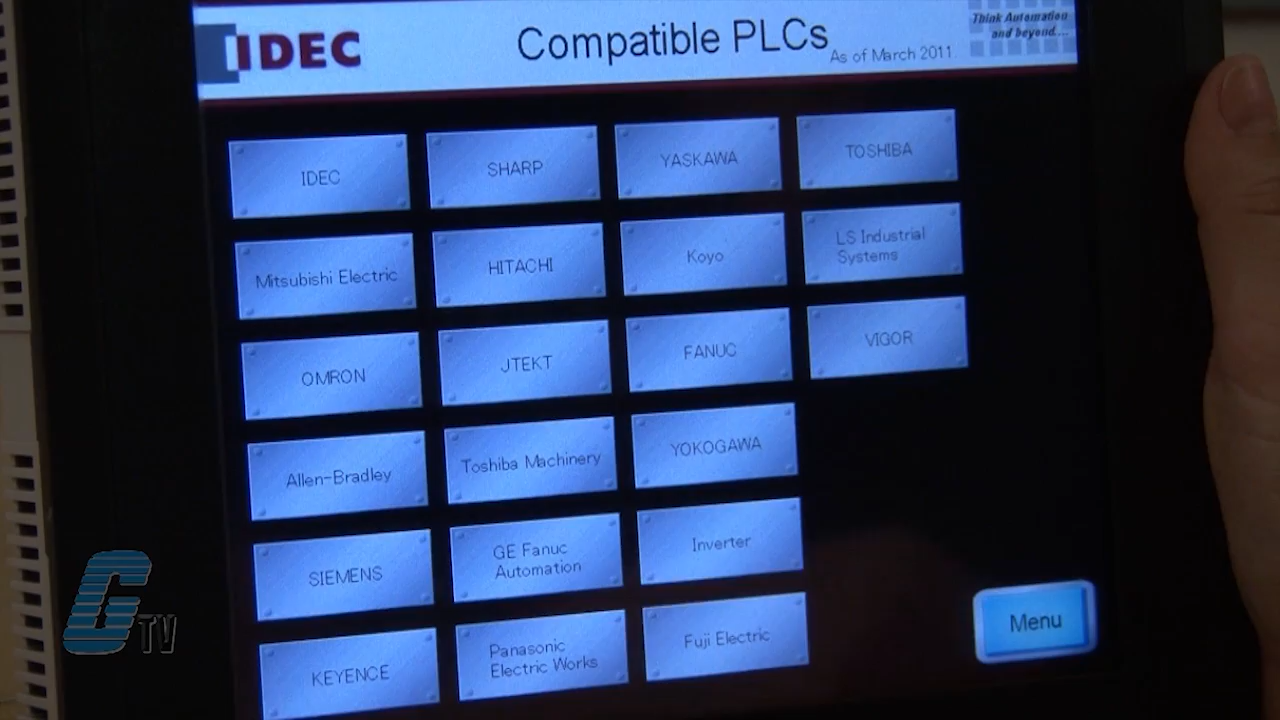 IDEC
Compatible PLCs
As of March 2011
Think Automation
and beyond....
IDEC
SHARP
YASKAWA
TOSHIBA
Mitsubishi Electric
HITACHI
Koyo
LS Industrial
Systems
OMRON
JTEKT
FANUC
VIGOR
Allen-Bradley
Toshiba Machinery
YOKOGAWA
SIEMENS
GE Fanuc
Automation
Inverter
KEYENCE
Panasonic
Electric Works
Fuji Electric
Menu
G TV